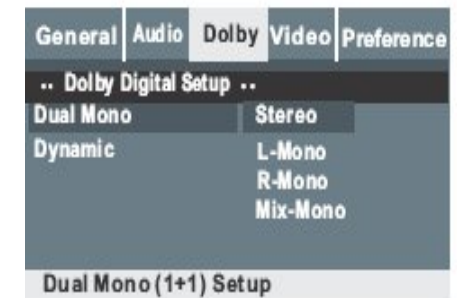 General Audio Dolby Video Preference
.. Dolby Digital Setup ..
Dual Mono Stereo
Dynamic L-Mono
R-Mono
Mix-Mono
Dual Mono (1+1) Setup